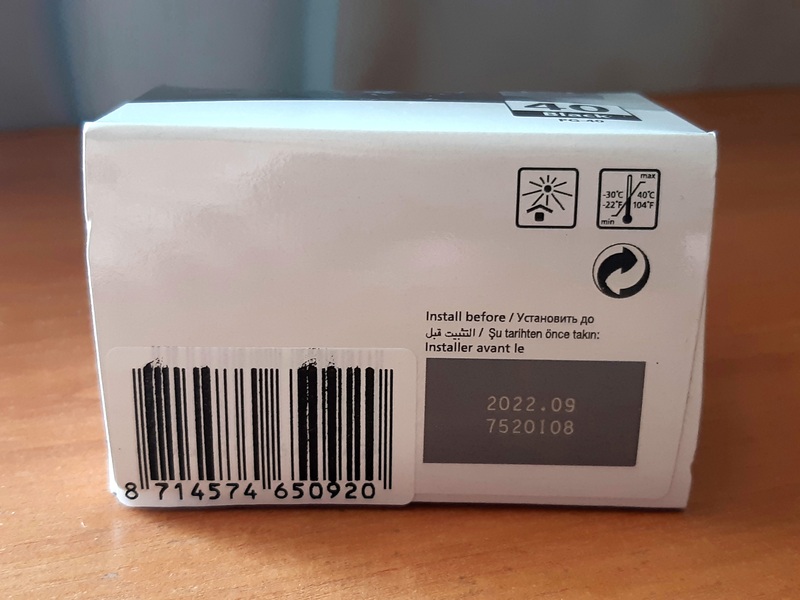 40
Black
PG-40
max
-30°C 40°C
-22°F 104°F
min
Install before / Установить до
التثبيت قبل / Şu tarihten önce takın:
Installer avant le
2022.09
7520108
8 714574 650920